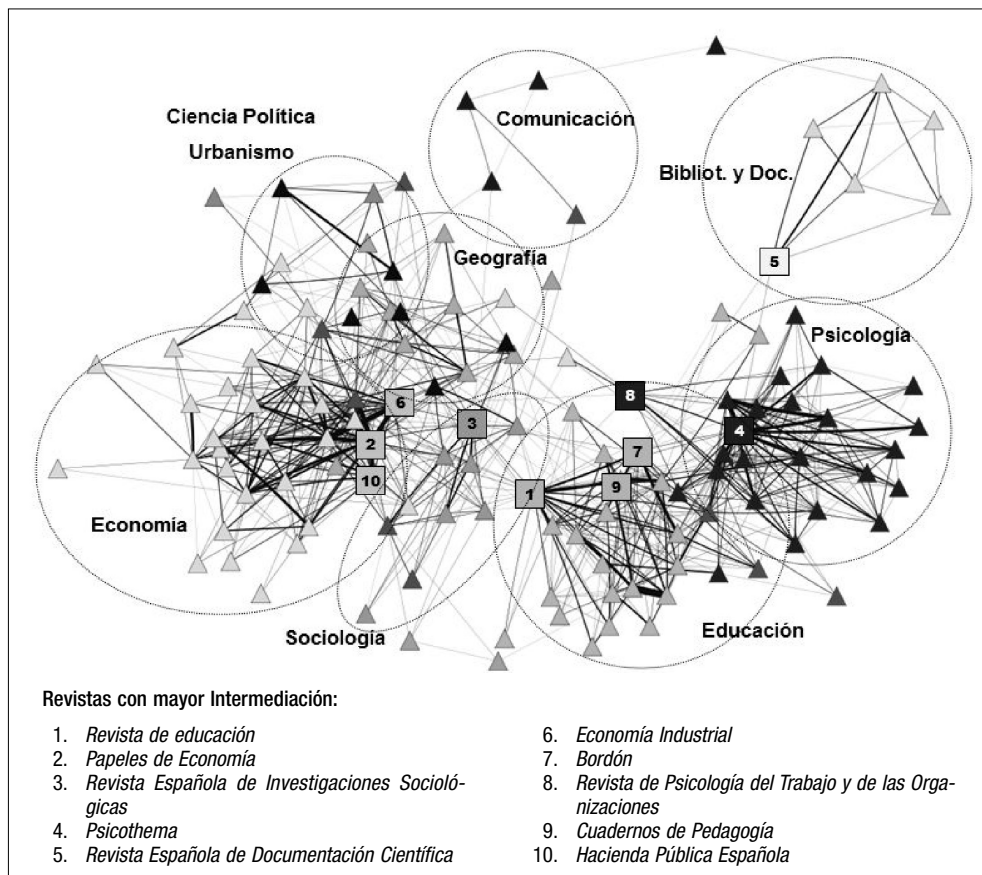 Ciencia Política
Urbanismo
Comunicación
Bibliot. y Doc.
Geografía
5
Psicología
8
6
3
4
2
7
10
9
1
Economía
Sociología
Educación
Revistas con mayor Intermediación:
1. Revista de educación
2. Papeles de Economía
3. Revista Española de Investigaciones Socioló-
gicas
4. Psicothema
5. Revista Española de Documentación Científica
6. Economía Industrial
7. Bordón
8. Revista de Psicología del Trabajo y de las Orga-
nizaciones
9. Cuadernos de Pedagogía
10. Hacienda Pública Española